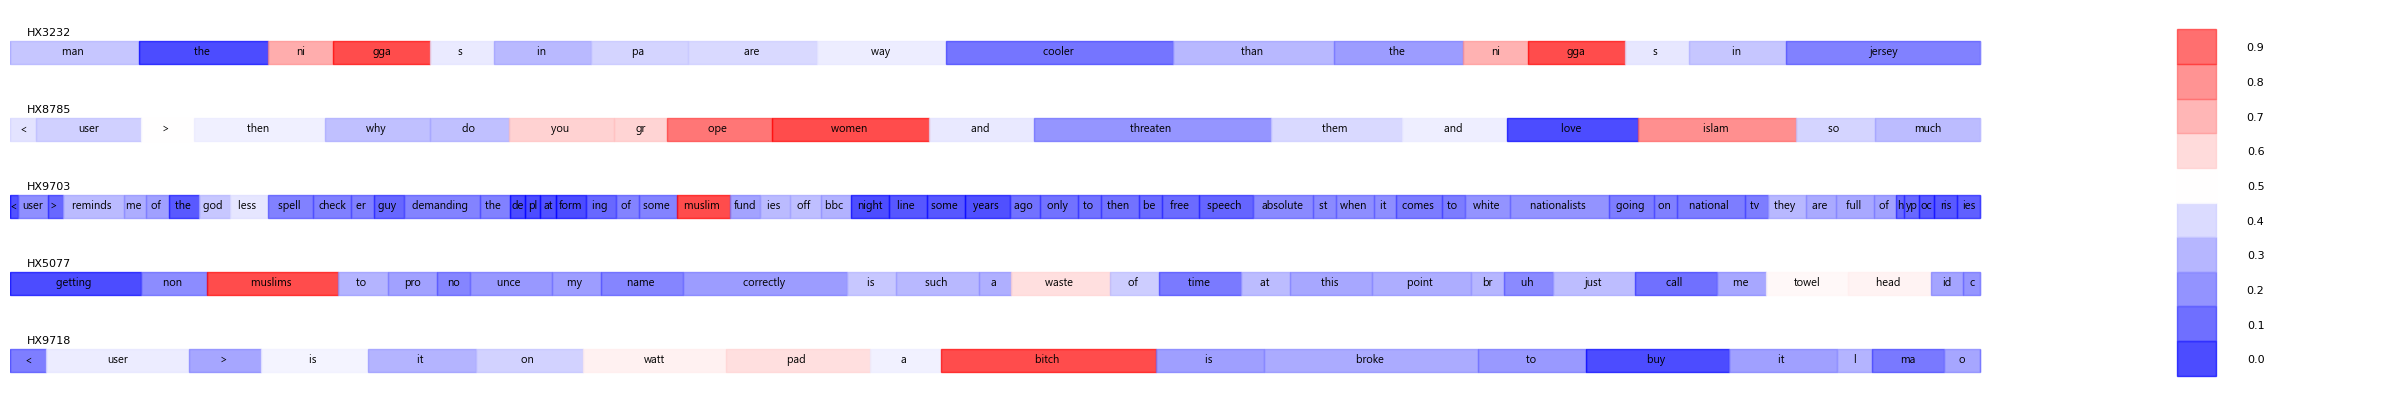 HX3232
man the ni gga s in pa are way cooler than the ni gga s in jersey
HX8785
< user > then why do you gr ope women and threaten them and love islam so much
HX9703
< user > reminds me of the god less spell check er guy demanding the de pl at form ing of some muslim fund ies off bbc night line some years ago only to then be free speech absolute st when it comes to white nationalists going on national tv they are full of h yp oc ris ies
HX5077
getting non muslims to pro no unce my name correctly is such a waste of time at this point br uh just call me towel head id c
HX9718
< user > is it on watt pad a bitch is broke to buy it l ma o
0.9
0.8
0.7
0.6
0.5
0.4
0.3
0.2
0.1
0.0